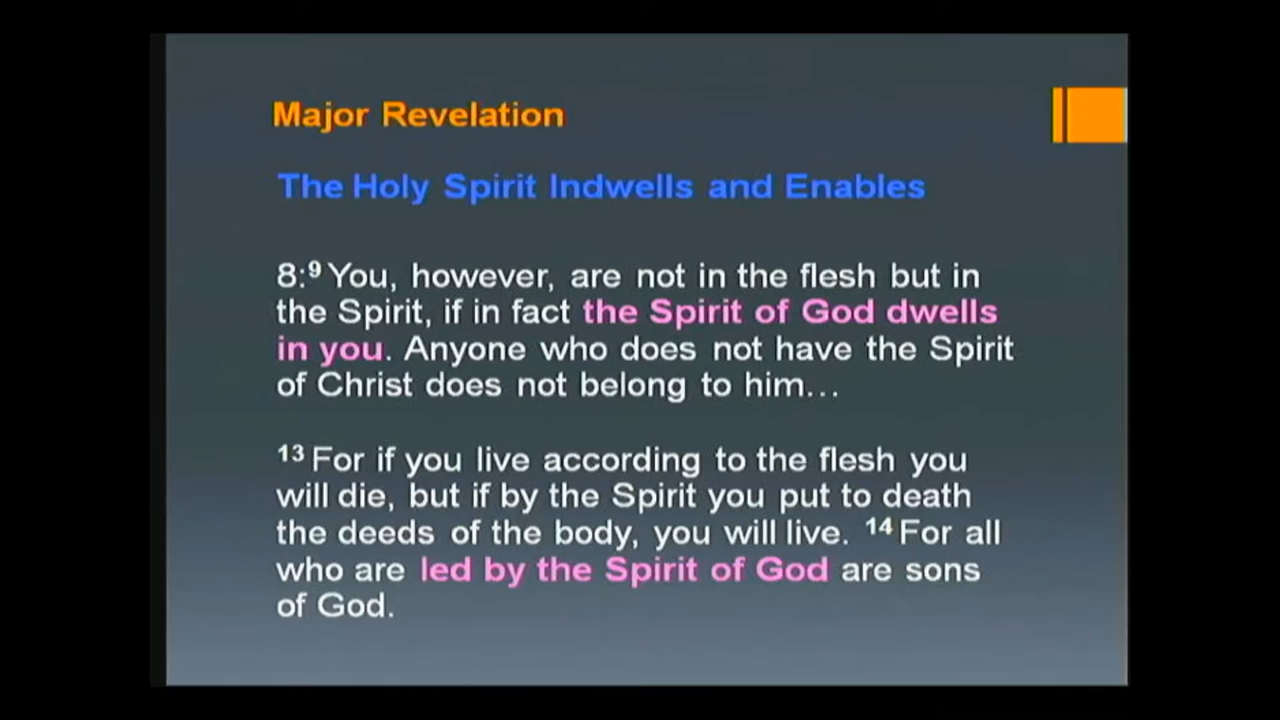 Major Revelation
The Holy Spirit Indwells and Enables
8:⁹ You, however, are not in the flesh but in
the Spirit, if in fact the Spirit of God dwells
in you. Anyone who does not have the Spirit
of Christ does not belong to him…
¹³ For if you live according to the flesh you
will die, but if by the Spirit you put to death
the deeds of the body, you will live. ¹⁴ For all
who are led by the Spirit of God are sons
of God.